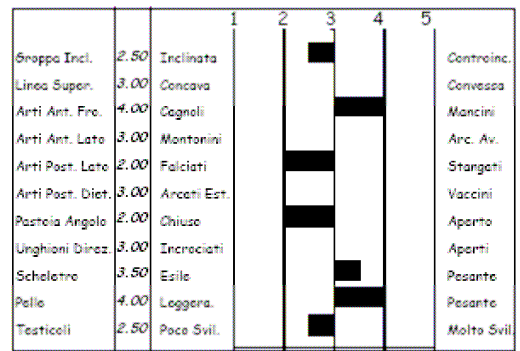 1 2 3 4 5
Groppa Incl. 2.50 Inclinata Controinc.
Linea Super. 3.00 Concava Convessa
Arti Ant. Fro. 4.00 Cagnoli Mancini
Arti Ant. Lato 3.00 Montonini Arc. Av.
Arti Post. Lato 2.00 Falciati Stangati
Arti Post. Diet. 3.00 Arcati Est. Vaccini
Pastoia Angolo 2.00 Chiuso Aperto
Unghioni Direz. 3.00 Incrociati Aperti
Scheletro 3.50 Esile Pesante
Pelle 4.00 Leggera. Pesante
Testicoli 2.50 Poco Svil. Molto Svil.